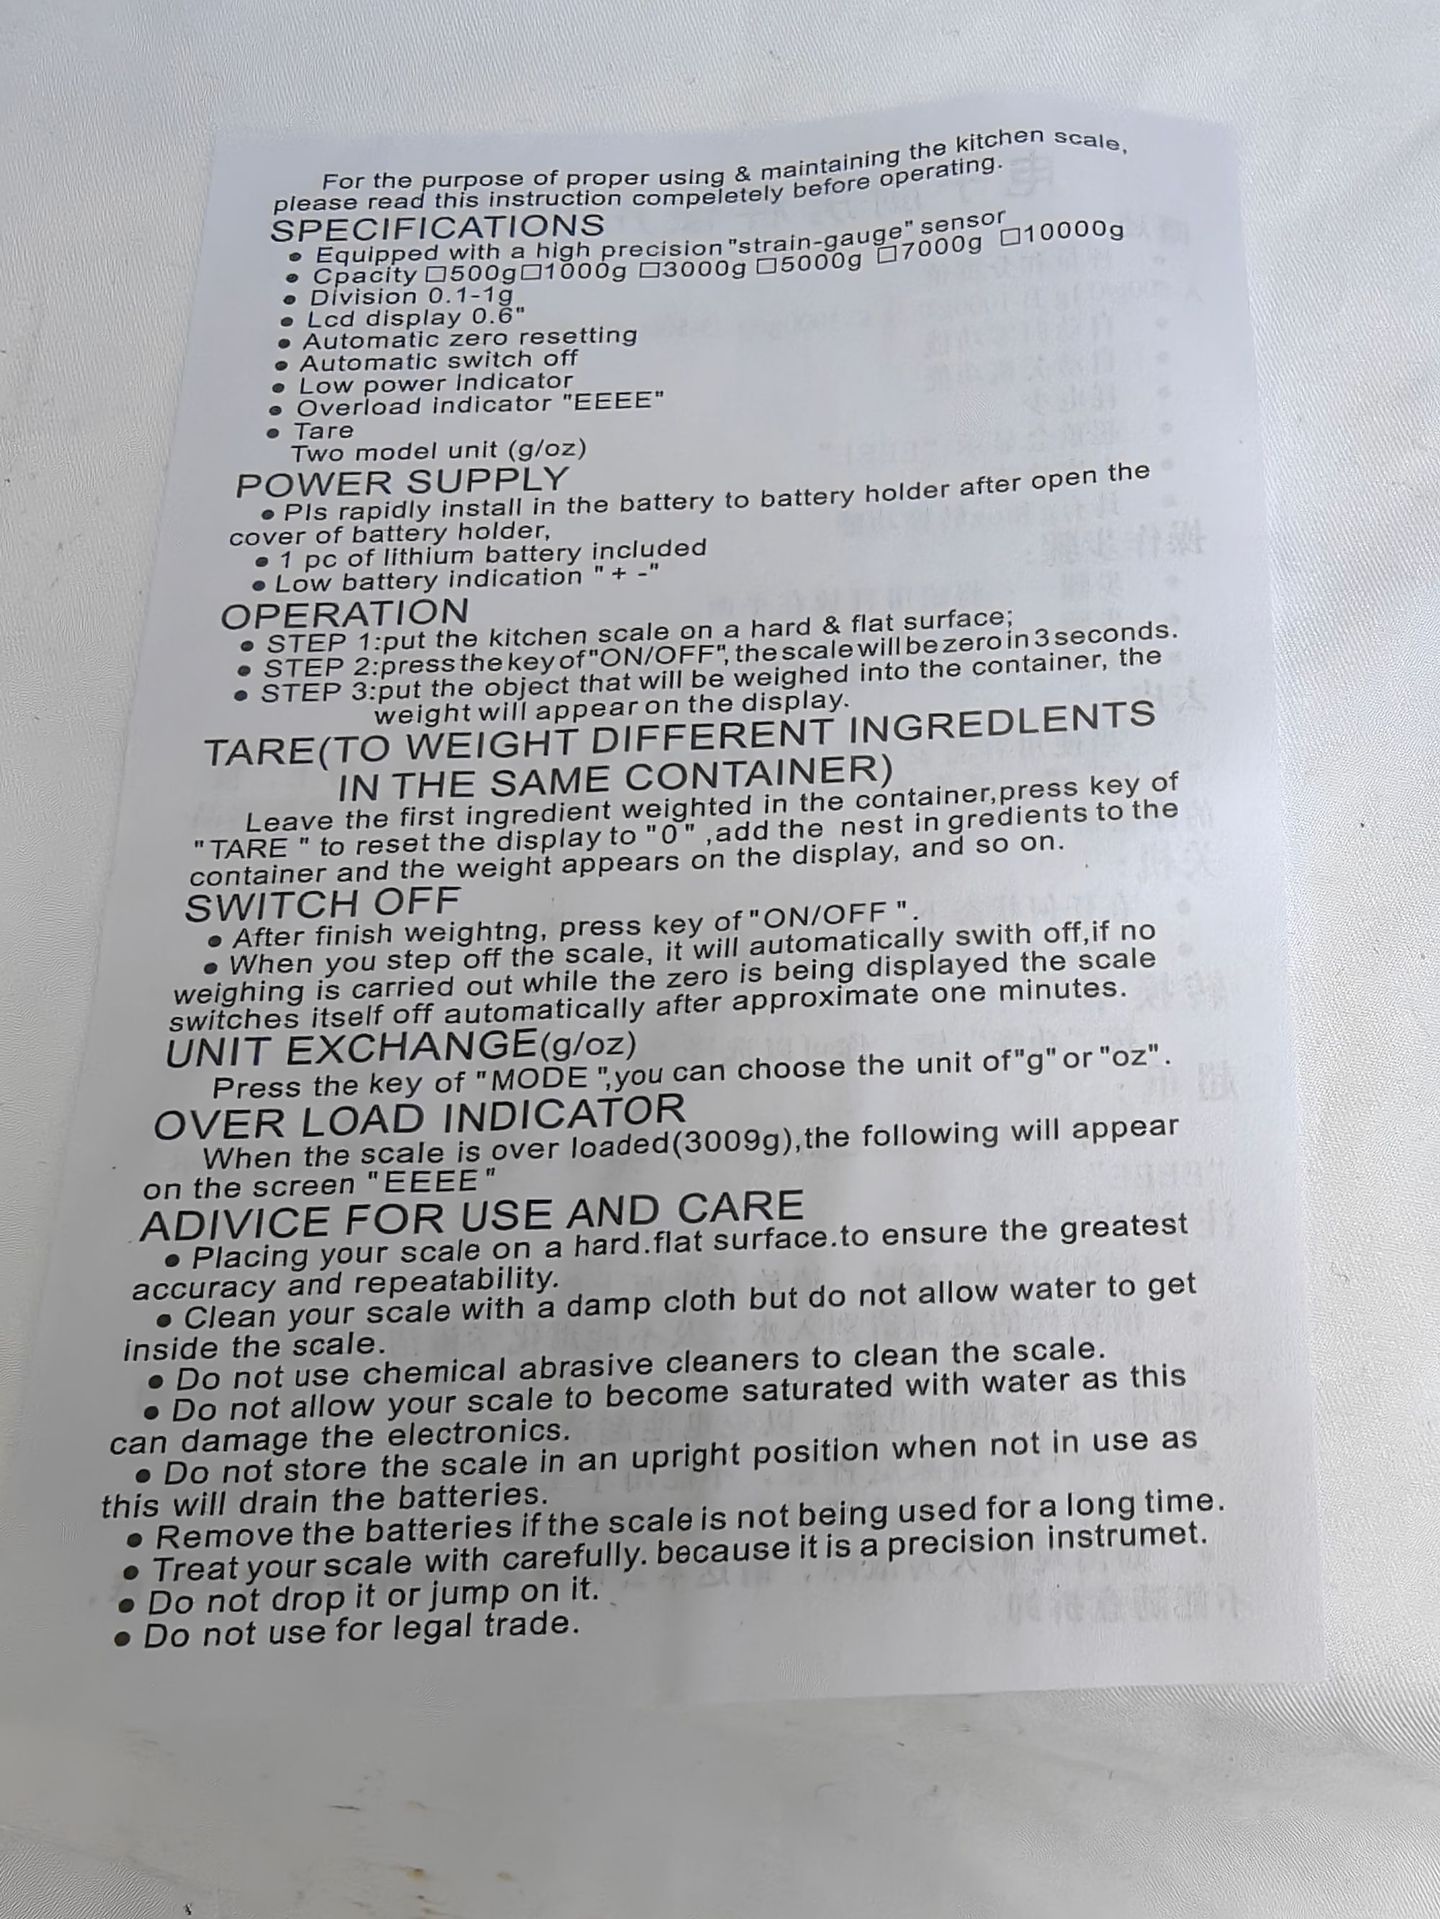 For the purpose of proper using & maintaining the kitchen scale,
please read this instruction compeletely before operating.
SPECIFICATIONS
● Equipped with a high precision "strain-gauge" sensor
● Cpacity □500g□1000g □3000g □5000g □7000g □10000g
● Division 0.1-1g
● Lcd display 0.6"
● Automatic zero resetting
● Automatic switch off
● Low power indicator
● Overload indicator "EEEE"
● Tare
Two model unit (g/oz)
POWER SUPPLY
● Pls rapidly install in the battery to battery holder after open the
cover of battery holder,
● 1 pc of lithium battery included
● Low battery indication "+ -"
OPERATION
● STEP 1:put the kitchen scale on a hard & flat surface;
● STEP 2:press the key of "ON/OFF", the scale will be zero in 3 seconds.
● STEP 3:put the object that will be weighed into the container, the
weight will appear on the display.
TARE(TO WEIGHT DIFFERENT INGREDLENTS
IN THE SAME CONTAINER)
Leave the first ingredient weighted in the container,press key of
"TARE " to reset the display to "0" ,add the nest in gredients to the
container and the weight appears on the display, and so on.
SWITCH OFF
● After finish weightng, press key of "ON/OFF ".
● When you step off the scale, it will automatically swith off,if no
weighing is carried out while the zero is being displayed the scale
switches itself off automatically after approximate one minutes.
UNIT EXCHANGE(g/oz)
Press the key of "MODE ",you can choose the unit of"g" or "oz".
OVER LOAD INDICATOR
When the scale is over loaded(3009g),the following will appear
on the screen "EEEE "
ADIVICE FOR USE AND CARE
● Placing your scale on a hard.flat surface.to ensure the greatest
accuracy and repeatability.
● Clean your scale with a damp cloth but do not allow water to get
inside the scale.
● Do not use chemical abrasive cleaners to clean the scale.
● Do not allow your scale to become saturated with water as this
can damage the electronics.
● Do not store the scale in an upright position when not in use as
this will drain the batteries.
● Remove the batteries if the scale is not being used for a long time.
● Treat your scale with carefully. because it is a precision instrumet.
● Do not drop it or jump on it.
● Do not use for legal trade.